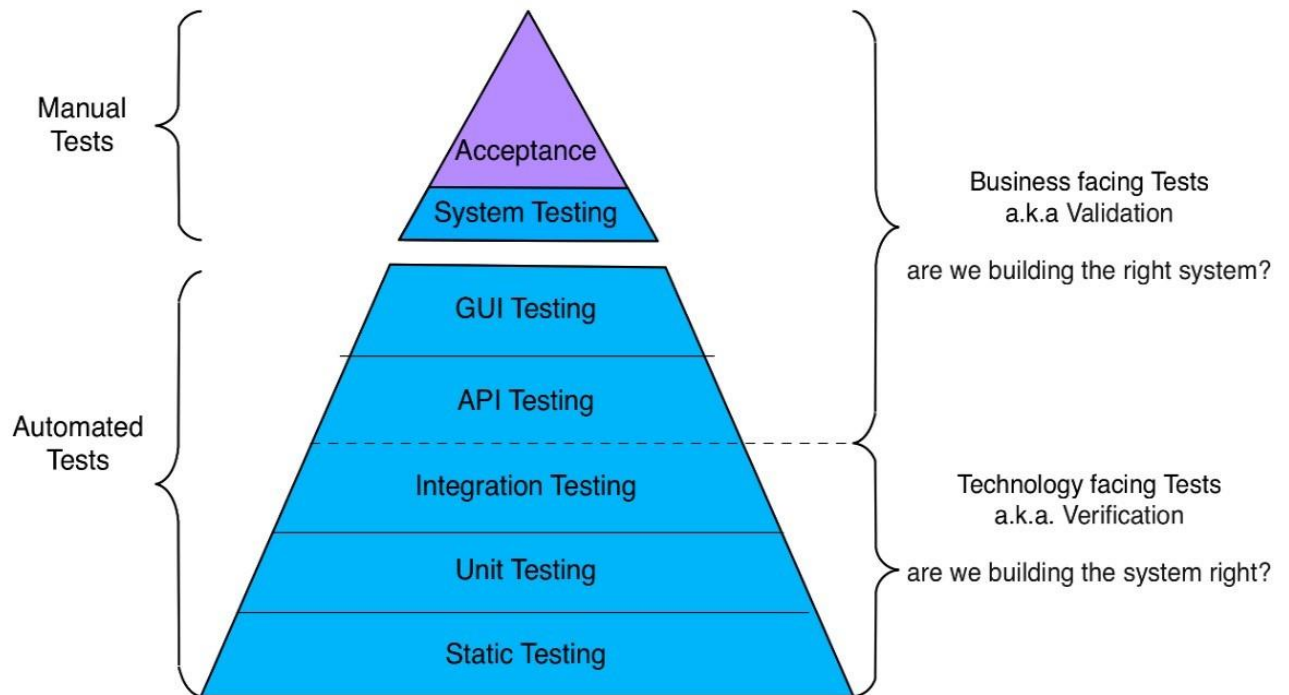 Manual
Tests
Acceptance
System Testing
Business facing Tests
a.k.a Validation
are we building the right system?
GUI Testing
API Testing
Automated
Tests
Integration Testing
Technology facing Tests
a.k.a. Verification
are we building the system right?
Unit Testing
Static Testing